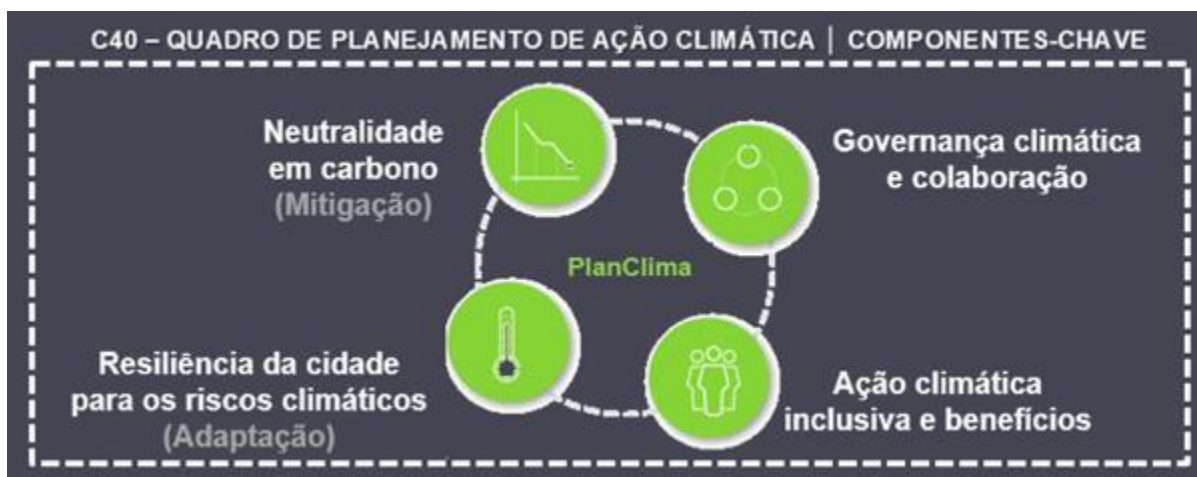 C40 – QUADRO DE PLANEJAMENTO DE AÇÃO CLIMÁTICA | COMPONENTES-CHAVE
Neutralidade
em carbono
(Mitigação)
Governança climática
e colaboração
PlanClima
Resiliência da cidade
para os riscos climáticos
(Adaptação)
Ação climática
inclusiva e benefícios